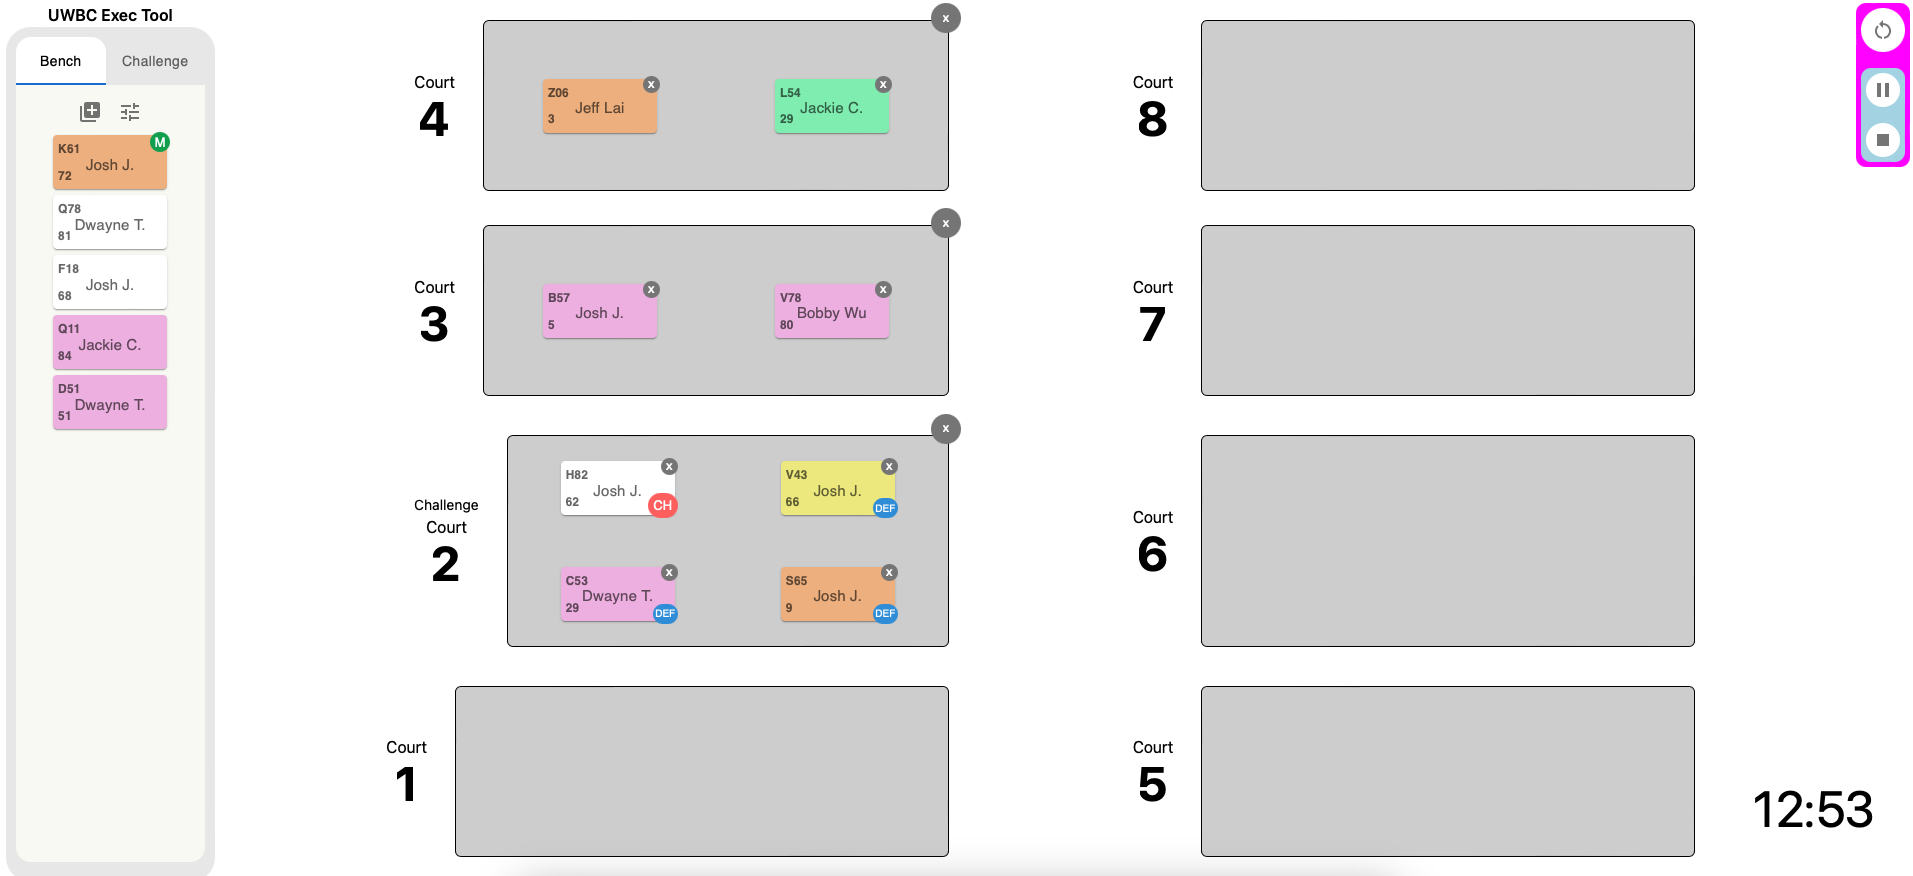 UWBC Exec Tool
Bench
Challenge
K61
M
Josh J.
72
Q78
Dwayne T.
81
F18
Josh J.
68
Q11
Jackie C.
84
D51
Dwayne T.
51
Court
4
x
Z06
x
Jeff Lai
3
L54
x
Jackie C.
29
Court
3
x
B57
x
Josh J.
5
V78
x
Bobby Wu
80
Challenge
Court
2
x
H82
x
Josh J.
62
CH
V43
x
Josh J.
66
DEF
C53
x
Dwayne T.
29
DEF
S65
x
Josh J.
9
DEF
Court
1
Court
8
Court
7
Court
6
Court
5
12:53